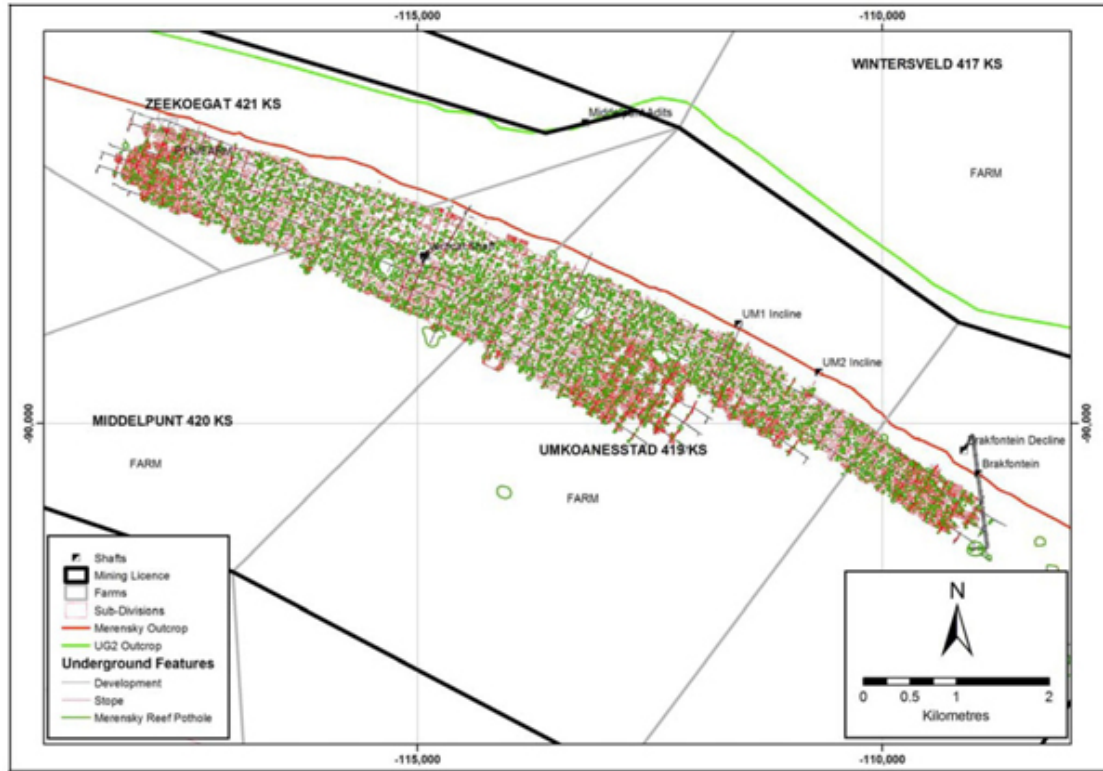 -115,000
-110,000
WINTERSVELD 417 KS
ZEEKOEGAT 421 KS
FARM
UM1 Incline
UM2 Incline
-90,000
-90,000
MIDDELPUNT 420 KS
FARM
UMKOANESSTAD 419 KS
FARM
Brakfontein Decline
Brakfontein
Shafts
Mining Licence
Farms
Sub-Divisions
Merensky Outcrop
UG2 Outcrop
Underground Features
Development
Stope
Merensky Reef Pothole
N
0 0.5 1 2
Kilometres
-115,000
-110,000